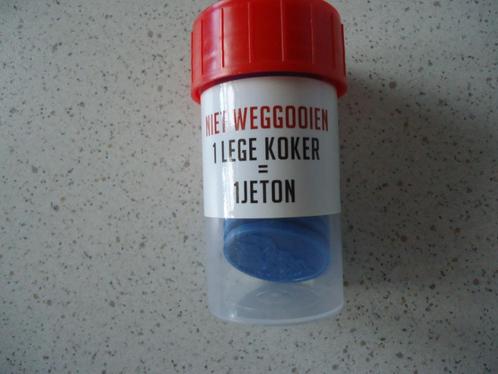 NIET WEGGOOIEN
1 LEGE KOKER
=
1JETON